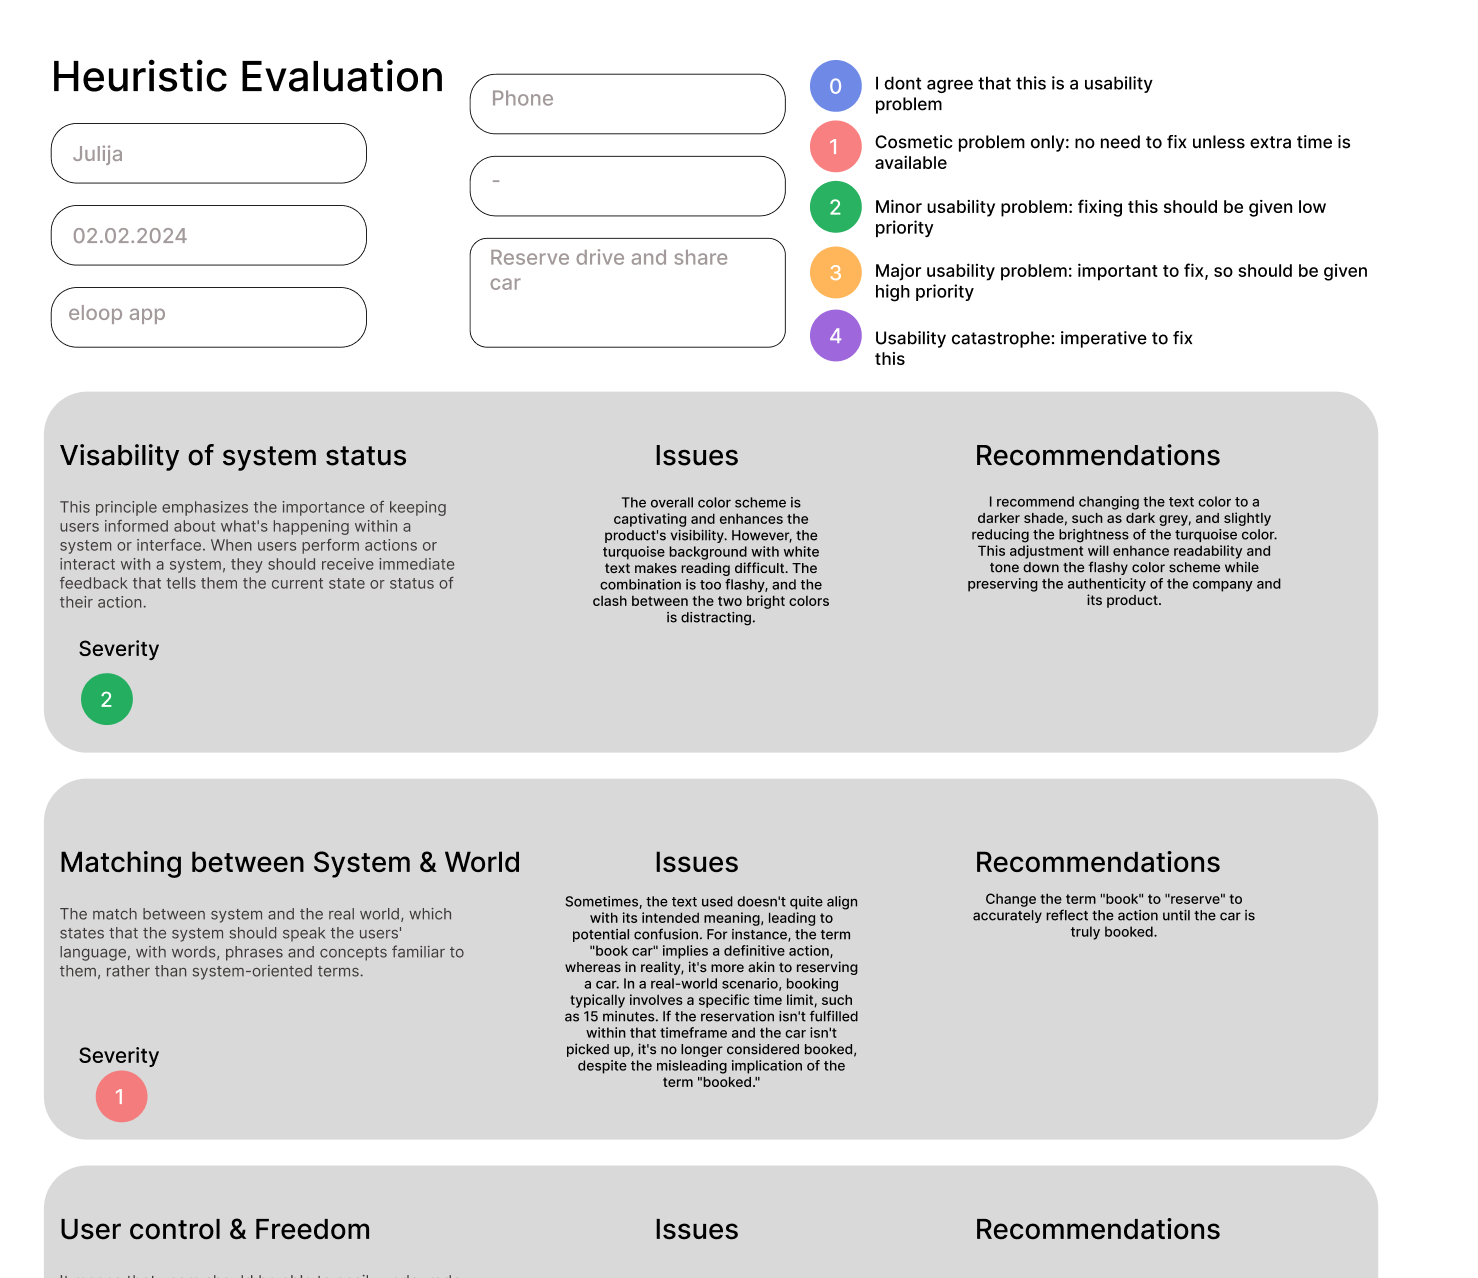 Heuristic Evaluation
Julija
02.02.2024
eloop app
Phone
-
Reserve drive and share
car
0
I dont agree that this is a usability
problem
1
Cosmetic problem only: no need to fix unless extra time is
available
2
Minor usability problem: fixing this should be given low
priority
3
Major usability problem: important to fix, so should be given
high priority
4
Usability catastrophe: imperative to fix
this
Visability of system status
This principle emphasizes the importance of keeping
users informed about what's happening within a
system or interface. When users perform actions or
interact with a system, they should receive immediate
feedback that tells them the current state or status of
their action.
Severity
2
Issues
The overall color scheme is
captivating and enhances the
product's visibility. However, the
turquoise background with white
text makes reading difficult. The
combination is too flashy, and the
clash between the two bright colors
is distracting.
Recommendations
I recommend changing the text color to a
darker shade, such as dark grey, and slightly
reducing the brightness of the turquoise color.
This adjustment will enhance readability and
tone down the flashy color scheme while
preserving the authenticity of the company and
its product.
Matching between System & World
The match between system and the real world, which
states that the system should speak the users'
language, with words, phrases and concepts familiar to
them, rather than system-oriented terms.
Severity
1
Issues
Sometimes, the text used doesn't quite align
with its intended meaning, leading to
potential confusion. For instance, the term
"book car" implies a definitive action,
whereas in reality, it's more akin to reserving
a car. In a real-world scenario, booking
typically involves a specific time limit, such
as 15 minutes. If the reservation isn't fulfilled
within that timeframe and the car isn't
picked up, it's no longer considered booked,
despite the misleading implication of the
term "booked."
Recommendations
Change the term "book" to "reserve" to
accurately reflect the action until the car is
truly booked.
User control & Freedom
Issues
Recommendations